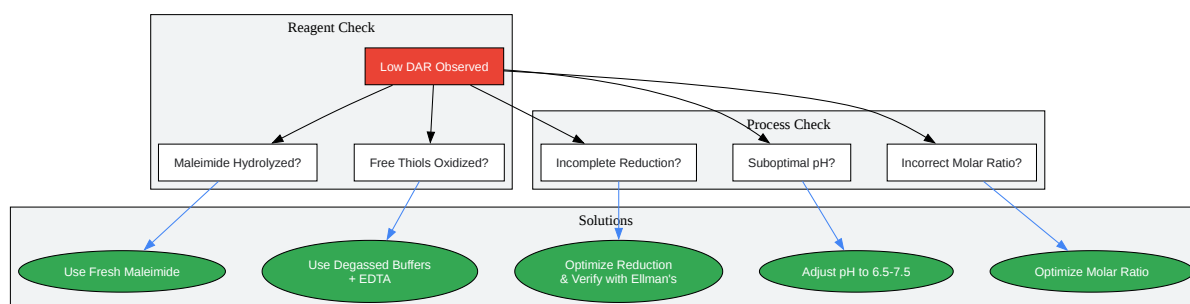 Reagent Check
Low DAR Observed
Process Check
Maleimide Hydrolyzed?
Free Thiols Oxidized?
Incomplete Reduction?
Suboptimal pH?
Incorrect Molar Ratio?
Solutions
Use Fresh Maleimide
Use Degassed Buffers
+ EDTA
Optimize Reduction
& Verify with Ellman's
Adjust pH to 6.5-7.5
Optimize Molar Ratio